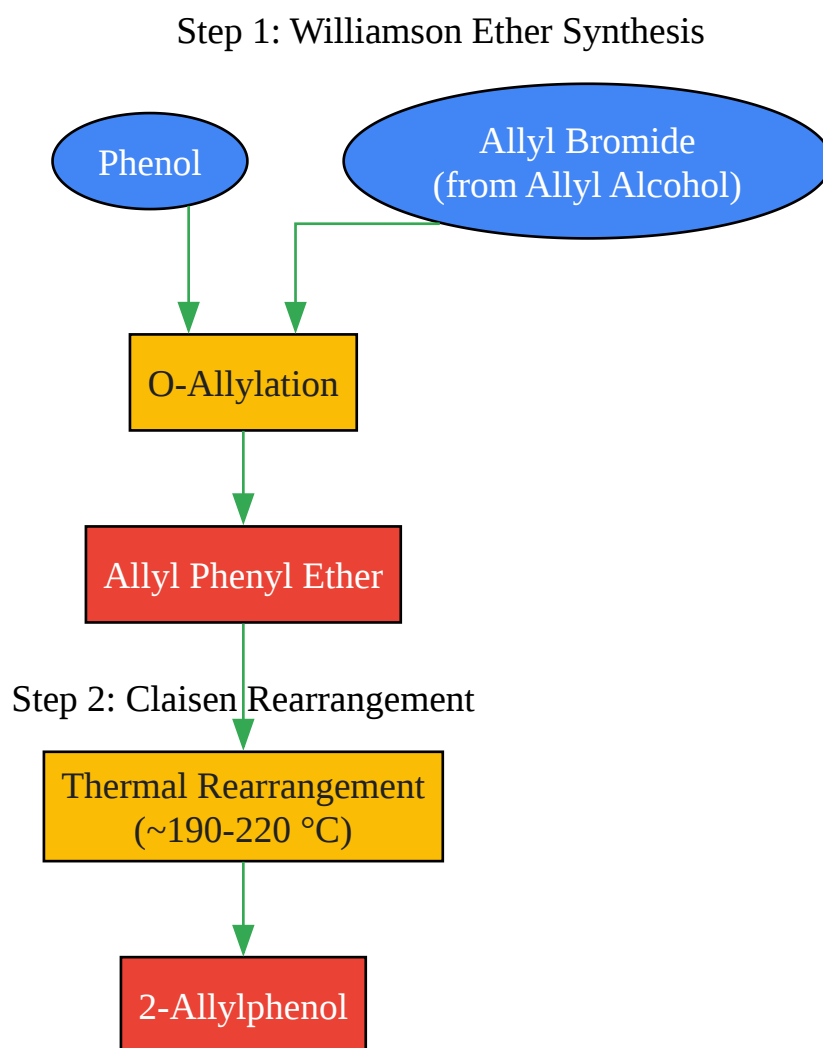 Step 1: Williamson Ether Synthesis
Phenol
Allyl Bromide
(from Allyl Alcohol)
O-Allylation
Allyl Phenyl Ether
Step 2: Claisen Rearrangement
Thermal Rearrangement
(~190-220 °C)
2-Allylphenol